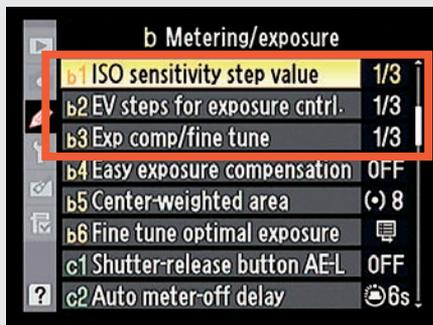 b Metering/exposure
b1 ISO sensitivity step value 1/3
b2 EV steps for exposure cntrl. 1/3
b3 Exp comp/fine tune 1/3
b4 Easy exposure compensation OFF
b5 Center-weighted area (•) 8
b6 Fine tune optimal exposure
c1 Shutter-release button AE-L OFF
? c2 Auto meter-off delay 6s